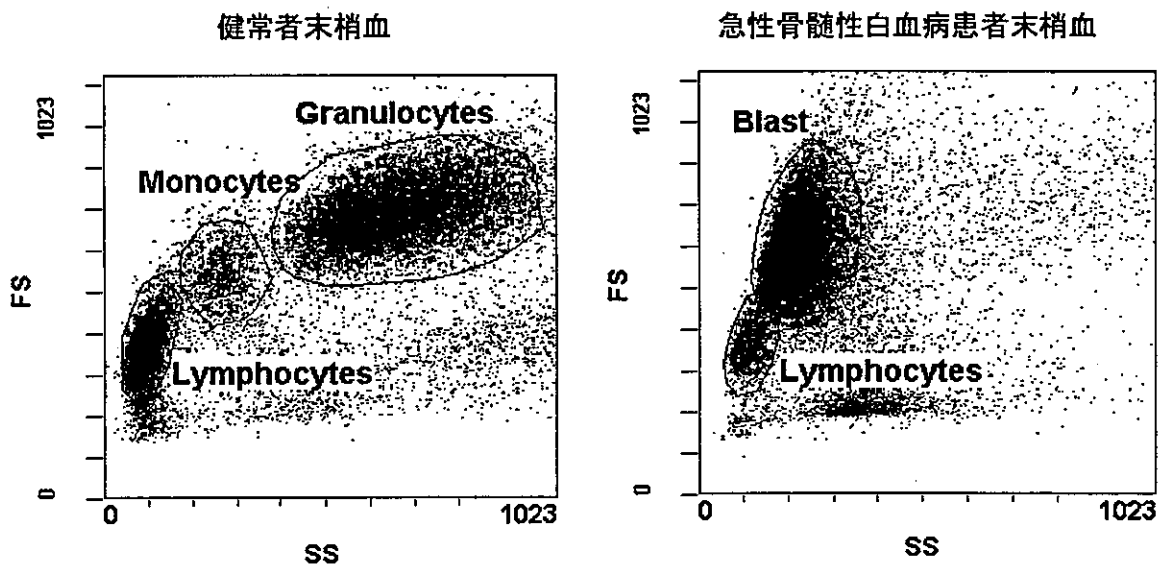 健常者末梢血
1023
FS
0
Granulocytes
Monocytes
Lymphocytes
0
1023
SS
急性骨髄性白血病患者末梢血
1023
FS
0
Blast
Lymphocytes
0
1023
SS